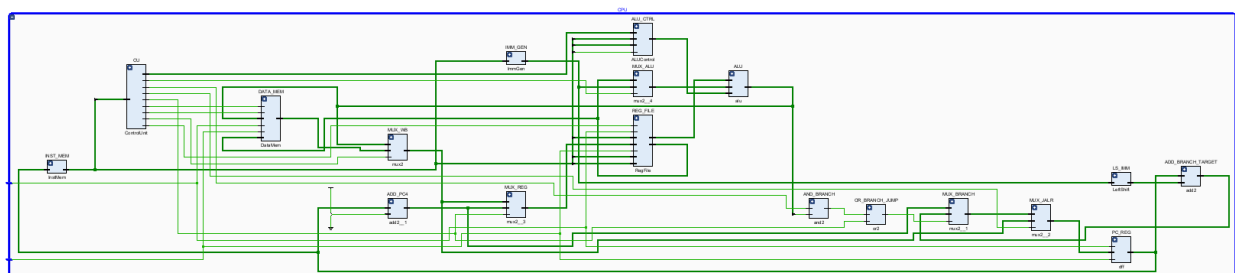 CPU
ALU_CTRL
ALUControl
IMM_GEN
ImmGen
CU
ControlUnit
MUX_ALU
mux2__4
ALU
alu
DATA_MEM
DataMem
REG_FILE
RegFile
MUX_WB
mux3
INST_MEM
InstMem
LS_IMM
LeftShift
ADD_BRANCH_TARGET
add2
ADD_PC4
add2__1
MUX_REG
mux2__3
AND_BRANCH
and2
OR_BRANCH_JUMP
or2
MUX_BRANCH
mux2__1
MUX_JALR
mux2__2
PC_REG
dff